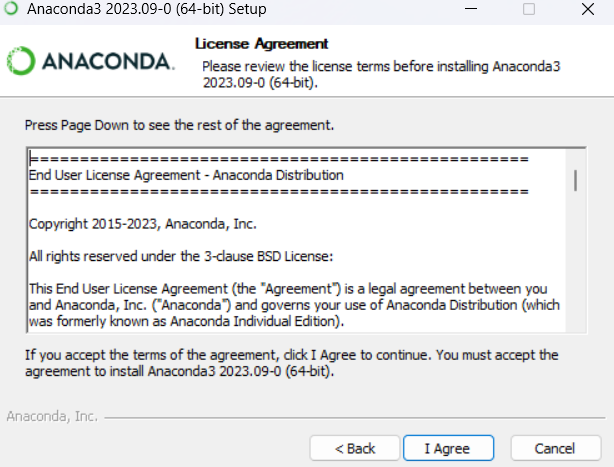 Anaconda3 2023.09-0 (64-bit) Setup
ANACONDA.
License Agreement
Please review the license terms before installing Anaconda3
2023.09-0 (64-bit).
Press Page Down to see the rest of the agreement.
==================================================
End User License Agreement - Anaconda Distribution
==================================================
Copyright 2015-2023, Anaconda, Inc.
All rights reserved under the 3-clause BSD License:
This End User License Agreement (the "Agreement") is a legal agreement between you
and Anaconda, Inc. ("Anaconda") and governs your use of Anaconda Distribution (which
was formerly known as Anaconda Individual Edition).
If you accept the terms of the agreement, click I Agree to continue. You must accept the
agreement to install Anaconda3 2023.09-0 (64-bit).
Anaconda, Inc.
< Back
I Agree
Cancel